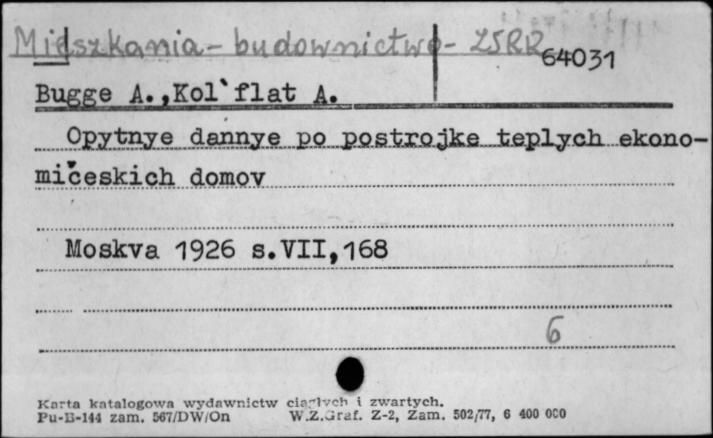 Mieszkania - budownictwo - ZSRR
64031
Bugge A.,Kol`flat A.
Opytnye dannye po postrojke teplych ekono-
mičeskich domov
Moskva 1926 s.VII,168
6
Karta katalogowa wydawnictw ciągłych i zwartych.
Pu-B-144 zam. 567/DW/On W.Z.Graf. Z-2, Zam. 502/77, 6 400 000